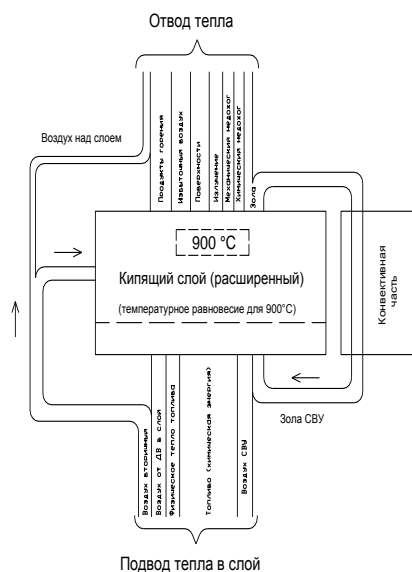 Отвод тепла
Воздух над слоем
Продукты горения
Избыточный воздух
Поверхности
Излучение
Механический недожог
Химический недожог
Зола
900 °C
Кипящий слой (расширенный)
(температурное равновесие для 900°C)
Конвективная
часть
Зола СВУ
Воздух вторичный
Воздух от ДВ в слой
Физическое тепло топлива
Топливо (химическая энергия)
Воздух СВУ
Подвод тепла в слой